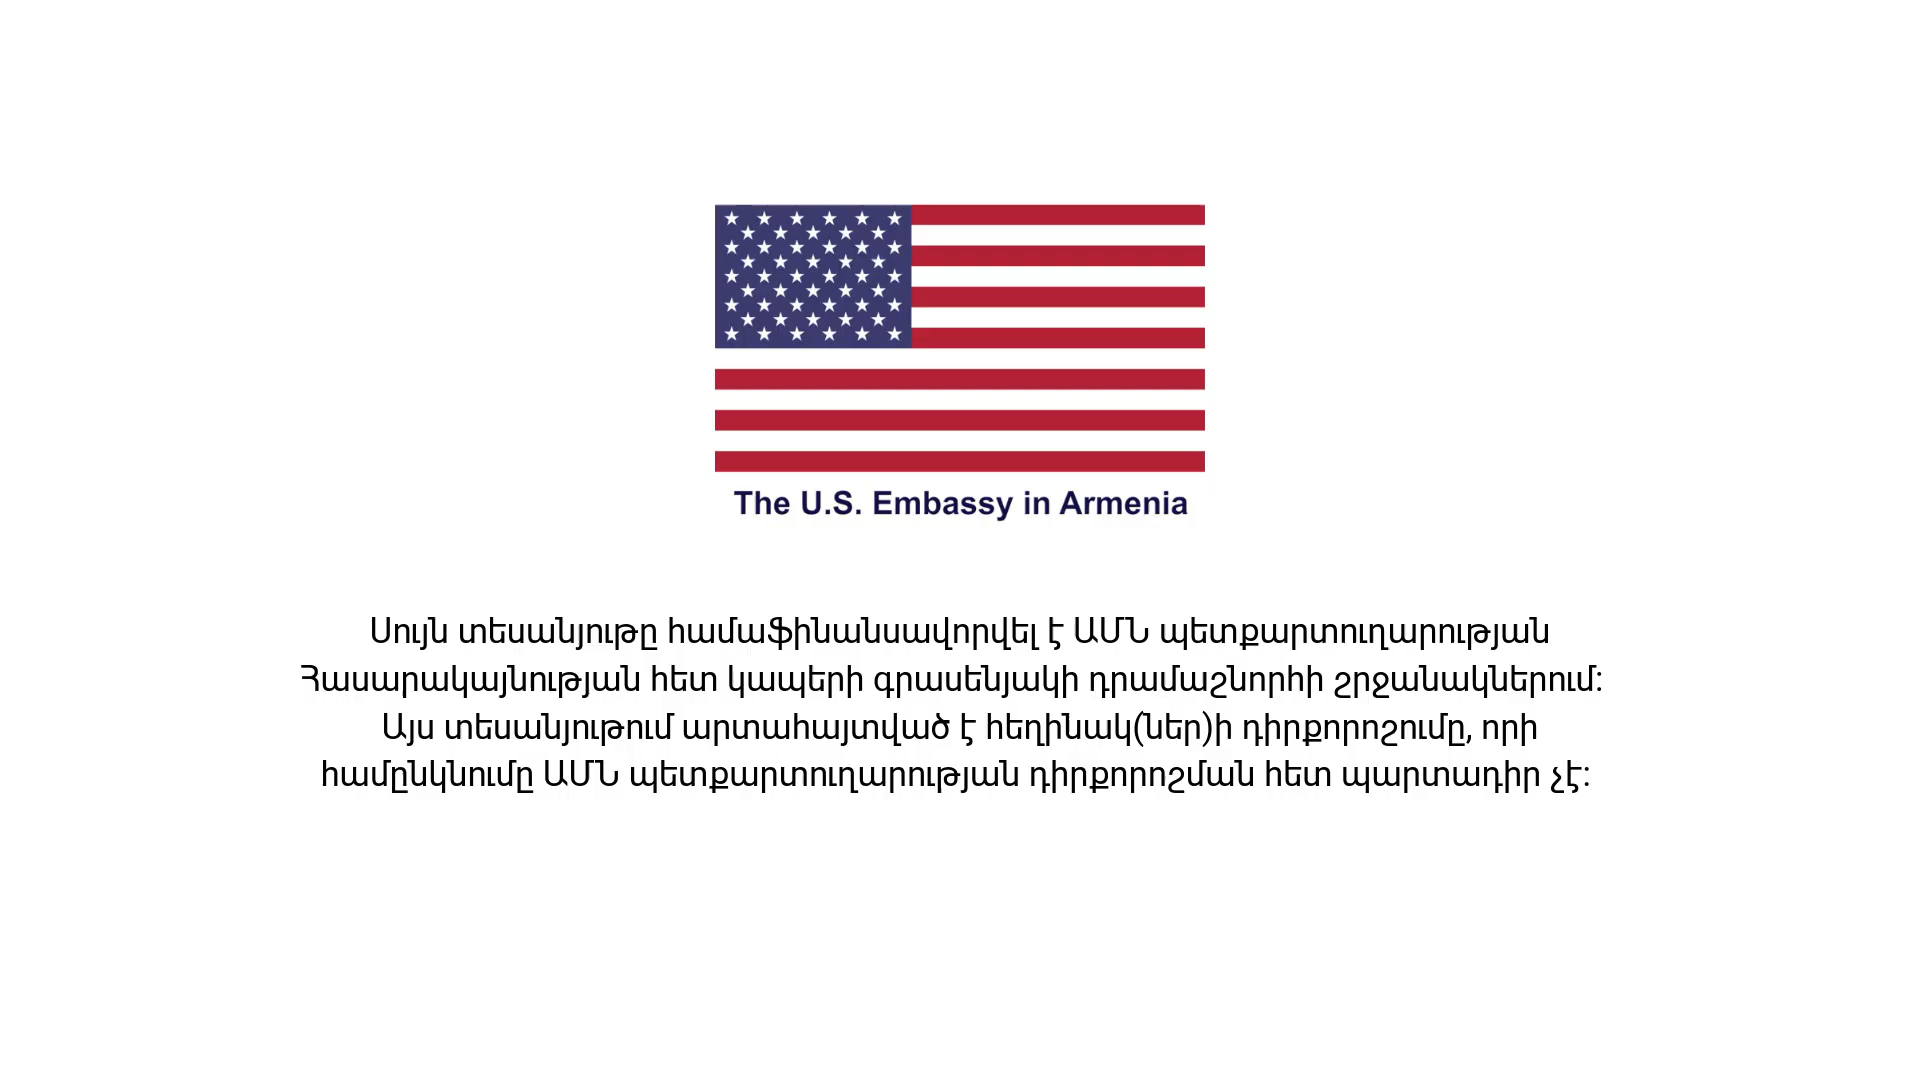 The U.S. Embassy in Armenia
Սույն տեսանյութը համաֆինանսավորվել է ԱՄՆ պետքարտուղարության
Հասարակայնության հետ կապերի գրասենյակի դրամաշնորհի շրջանակներում:
Այս տեսանյութում արտահայտված է հեղինակ(ներ)ի դիրքորոշումը, որի
համընկնումը ԱՄՆ պետքարտուղարության դիրքորոշման հետ պարտադիր չէ: